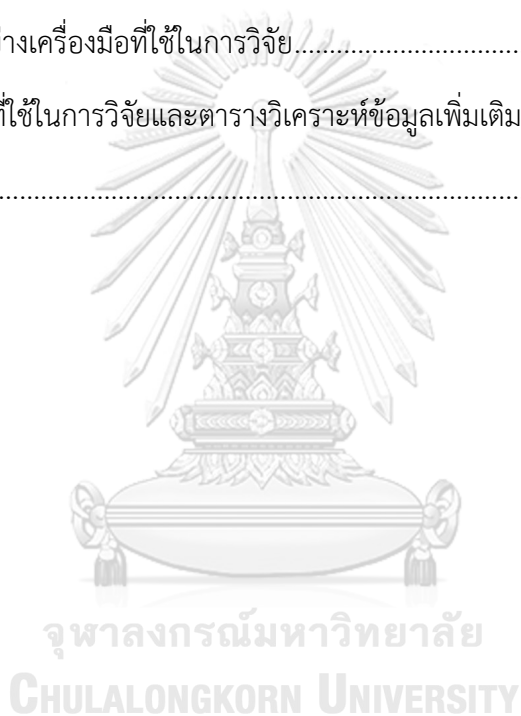 ่างเครื่องมือที่ใช้ในการวิจัย................................
ที่ใช้ในการวิจัยและตารางวิเคราะห์ข้อมูลเพิ่มเติม
................................................................................
จุฬาลงกรณ์มหาวิทยาลัย
CHULALONGKORN UNIVERSITY